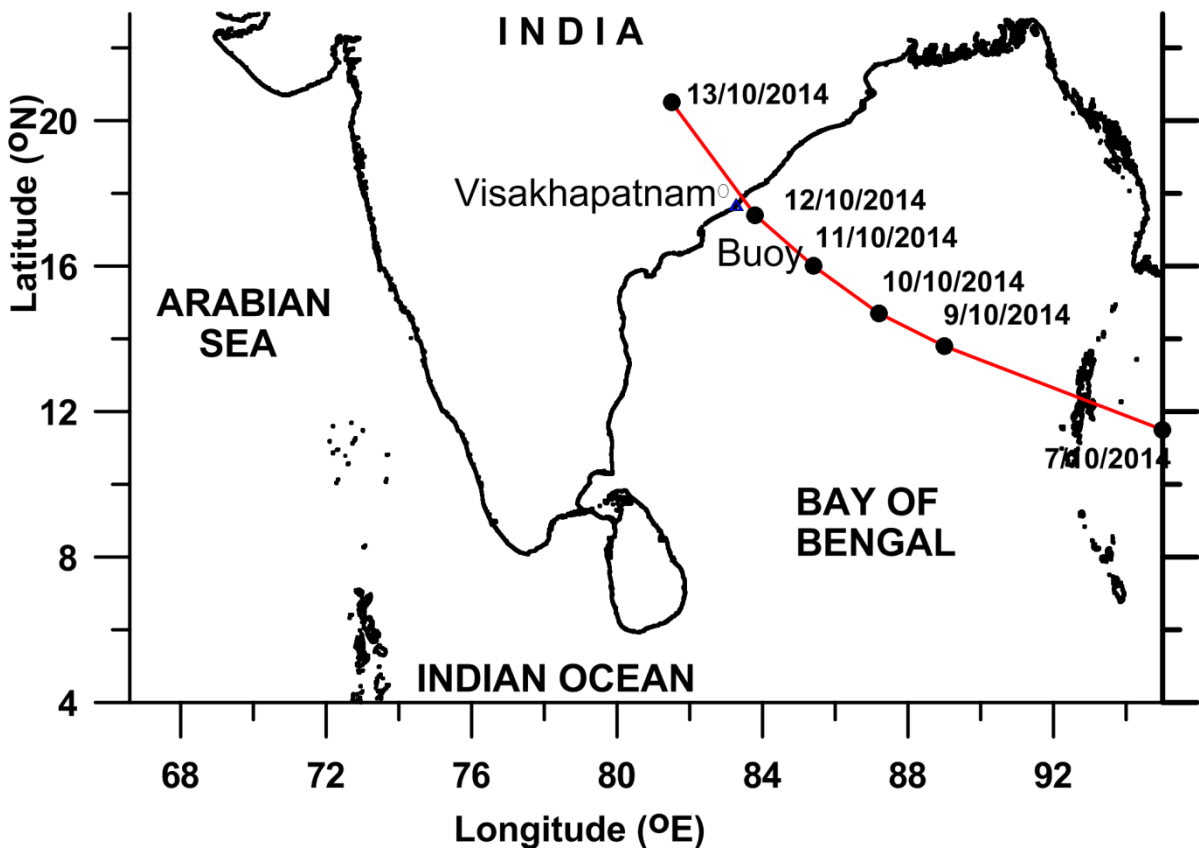 I N D I A
13/10/2014
20
Visakhapatnam
12/10/2014
11/10/2014
Buoy
16
10/10/2014
9/10/2014
ARABIAN
SEA
12
7/10/2014
BAY OF
BENGAL
8
INDIAN OCEAN
4
68 72 76 80 84 88 92
Longitude (ºE)
Latitude (ºN)